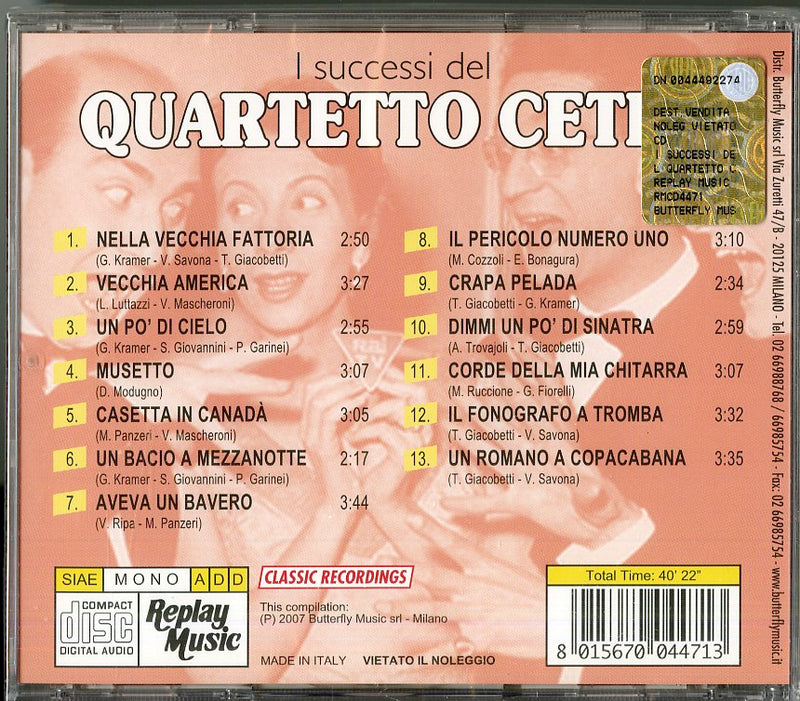 I successi del
QUARTETTO CET
DN 0044492274
DEST.VENDITA
NOLEG VIETATO
CD
I SUCCESSI DE
L QUARTETTO C
REPLAY MUSIC
RMCD4471
BUTTERFLY MUS
1. NELLA VECCHIA FATTORIA 2:50
(G. Kramer - V. Savona - T. Giacobetti)
2. VECCHIA AMERICA 3:27
(L. Luttazzi - V. Mascheroni)
3. UN PO' DI CIELO 2:55
(G. Kramer - S. Giovannini - P. Garinei)
4. MUSETTO 3:07
(D. Modugno)
5. CASETTA IN CANADÀ 3:05
(M. Panzeri - V. Mascheroni)
6. UN BACIO A MEZZANOTTE 2:17
(G. Kramer - S. Giovannini - P. Garinei)
7. AVEVA UN BAVERO 3:44
(V. Ripa - M. Panzeri)
8. IL PERICOLO NUMERO UNO 3:10
(M. Cozzoli - E. Bonagura)
9. CRAPA PELADA 2:34
(T. Giacobetti - G. Kramer)
10. DIMMI UN PO' DI SINATRA 2:59
(A. Trovajoli - T. Giacobetti)
11. CORDE DELLA MIA CHITARRA 3:07
(M. Ruccione - G. Fiorelli)
12. IL FONOGRAFO A TROMBA 3:32
(T. Giacobetti - V. Savona)
13. UN ROMANO A COPACABANA 3:35
(T. Giacobetti - V. Savona)
Rai
TV
SIAE MONO ADD
COMPACT
disc
DIGITAL AUDIO
Replay
Music
CLASSIC RECORDINGS
This compilation:
(P) 2007 Butterfly Music srl - Milano
MADE IN ITALY VIETATO IL NOLEGGIO
Total Time: 40' 22"
8 015670 044713
Distr. Butterfly Music srl Via Zuretti 47/B - 20125 MILANO - Tel. 02 66988768 / 66985754 - Fax: 02 66985754 - www.butterflymusic.it